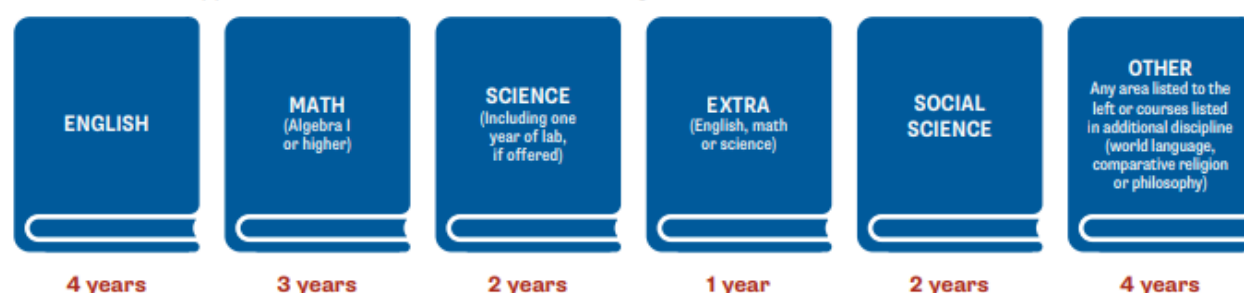 ENGLISH
4 years
MATH
(Algebra I
or higher)
3 years
SCIENCE
(Including one
year of lab,
if offered)
2 years
EXTRA
(English, math
or science)
1 year
SOCIAL
SCIENCE
2 years
OTHER
Any area listed to the
left or courses listed
in additional discipline
(world language,
comparative religion
or philosophy)
4 years